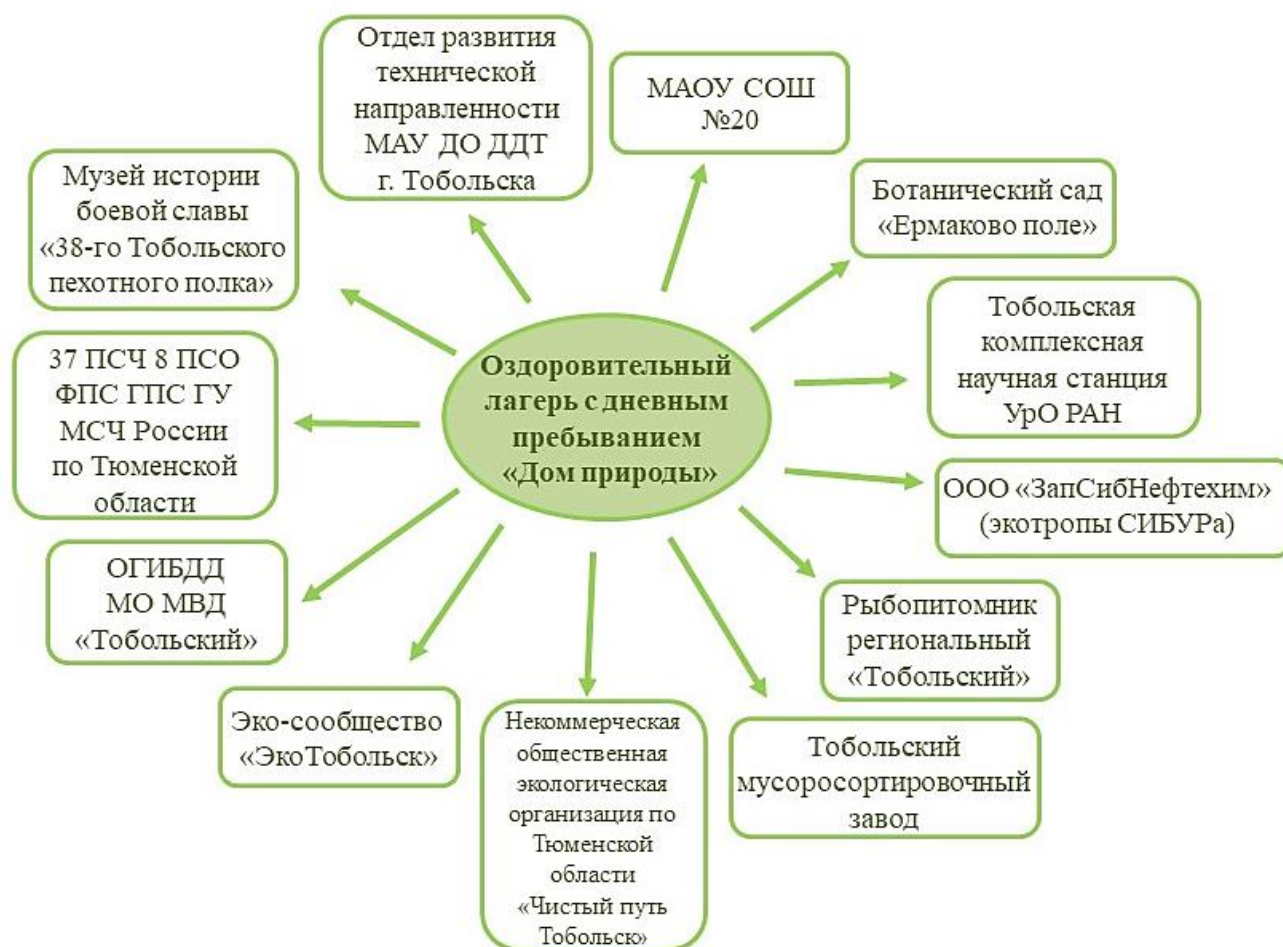 Отдел развития
технической
направленности
МАУ ДО ДДТ
г. Тобольска
МАОУ СОШ
№20
Музей истории
боевой славы
«38-го Тобольского
пехотного полка»
Ботанический сад
«Ермаково поле»
Тобольская
комплексная
научная станция
УрО РАН
37 ПСЧ 8 ПСО
ФПС ГПС ГУ
МСЧ России
по Тюменской
области
Оздоровительный
лагерь с дневным
пребыванием
«Дом природы»
ООО «ЗапСибНефтехим»
(экотропы СИБУРа)
ОГИБДД
МО МВД
«Тобольский»
Рыбопитомник
региональный
«Тобольский»
Эко-сообщество
«ЭкоТобольск»
Некоммерческая
общественная
экологическая
организация по
Тюменской
области
«Чистый путь
Тобольск»
Тобольский
мусоросортировочный
завод